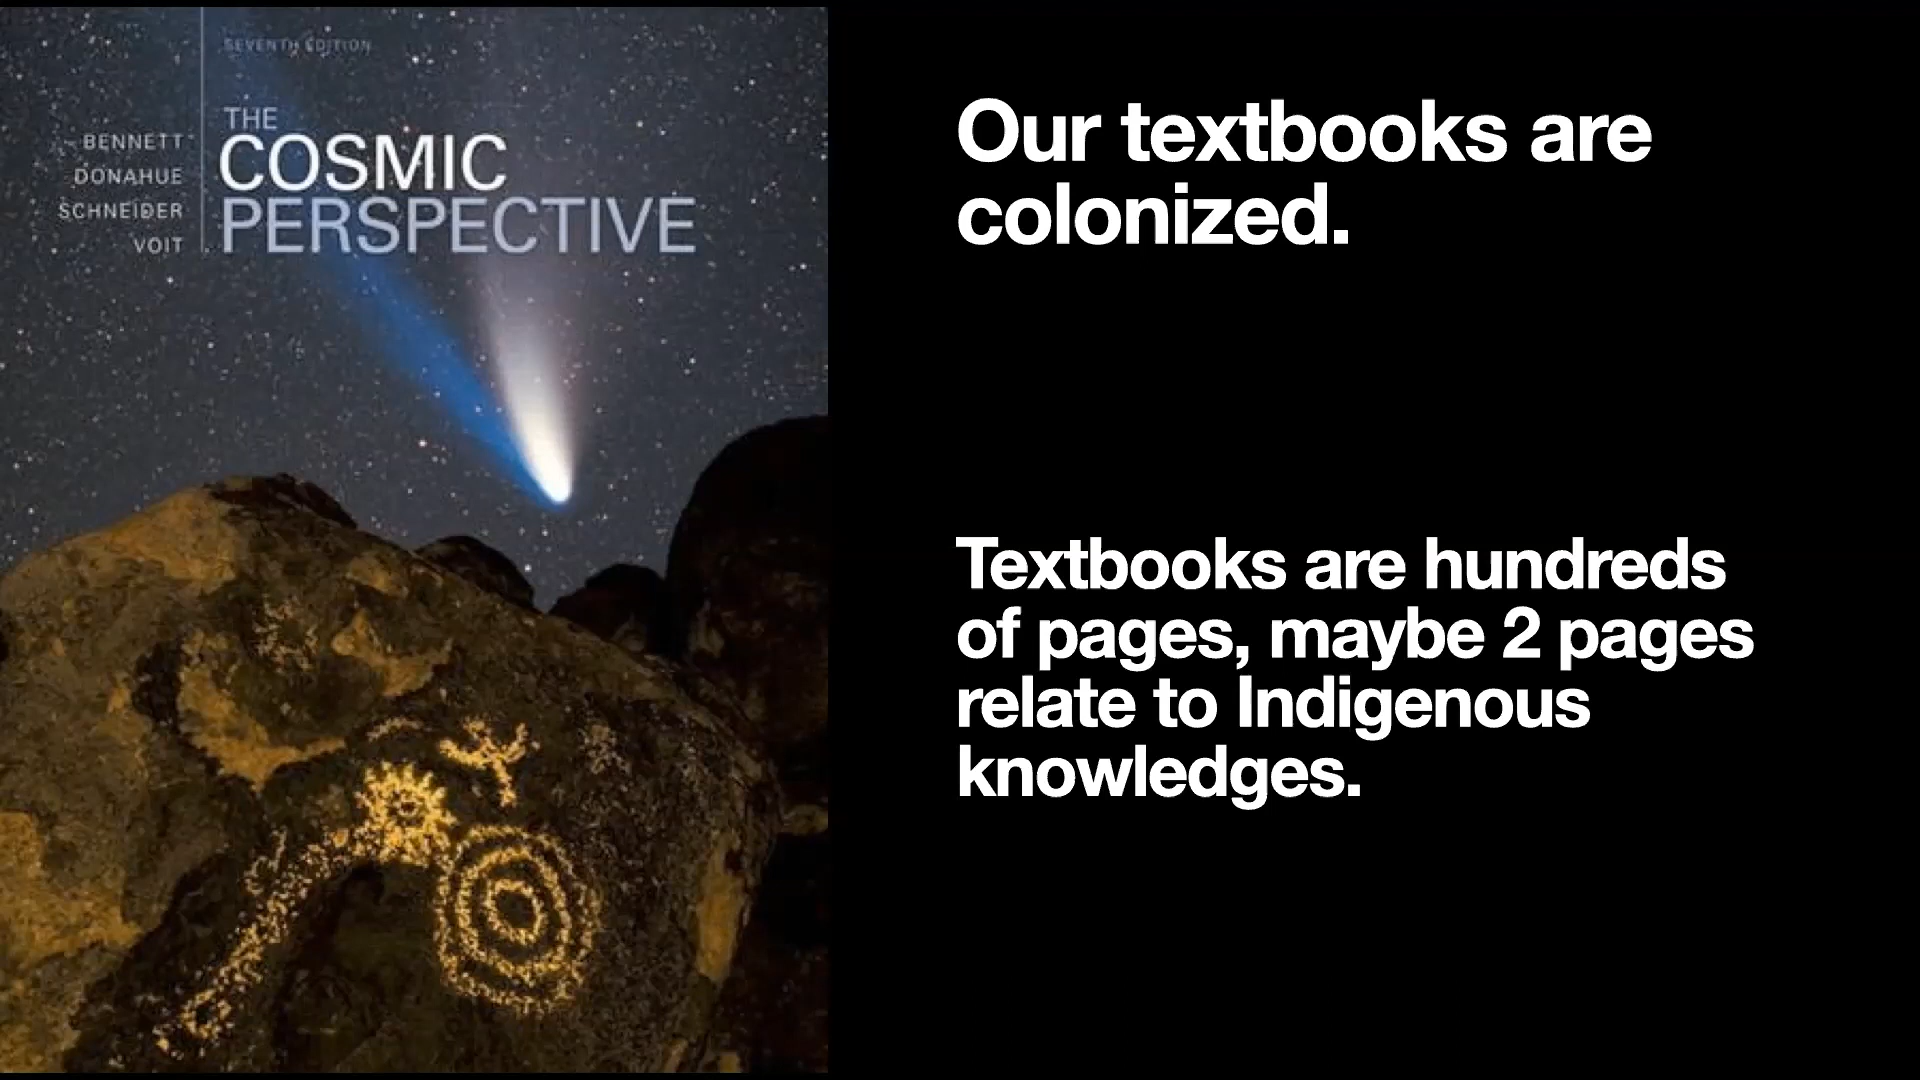 SEVENTH EDITION
THE
COSMIC
PERSPECTIVE
BENNETT
DONAHUE
SCHNEIDER
VOIT
Our textbooks are
colonized.
Textbooks are hundreds
of pages, maybe 2 pages
relate to Indigenous
knowledges.